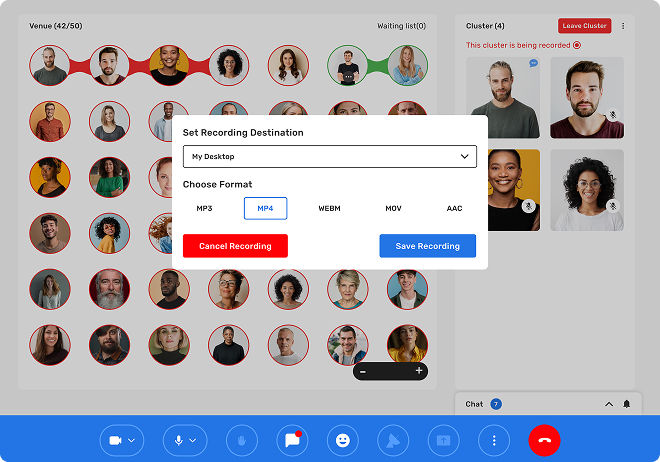 Venue (42/50)
Waiting list(0)
Cluster (4)
Leave Cluster
This cluster is being recorded
Set Recording Destination
My Desktop
Choose Format
MP3
MP4
WEBM
MOV
AAC
Cancel Recording
Save Recording
Chat
7